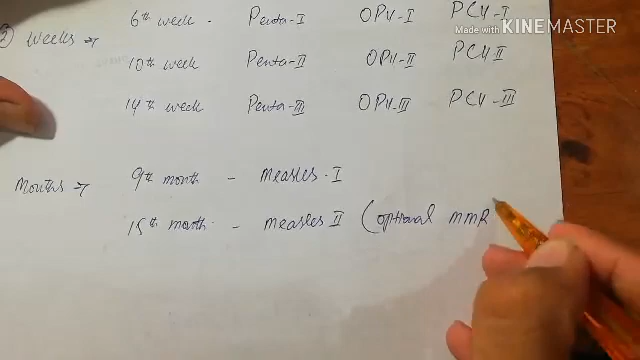 Made with KINEMASTER
② Weeks →
6th week - Penta-I OPV-I PCV-I
10th week Penta-II OPV-II PCV II
14th week Penta-III OPV-III PCV-III
Months →
9th month - Measles-I
15th month - Measles II (optional MMR